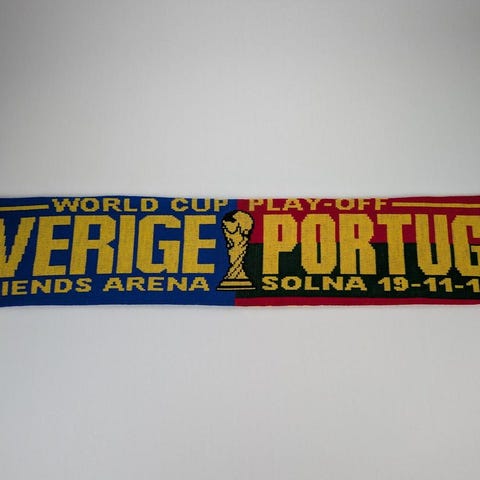 WORLD CUP PLAY-OFF
VERIGE PORTUG
IENDS ARENA SOLNA 19-11-1